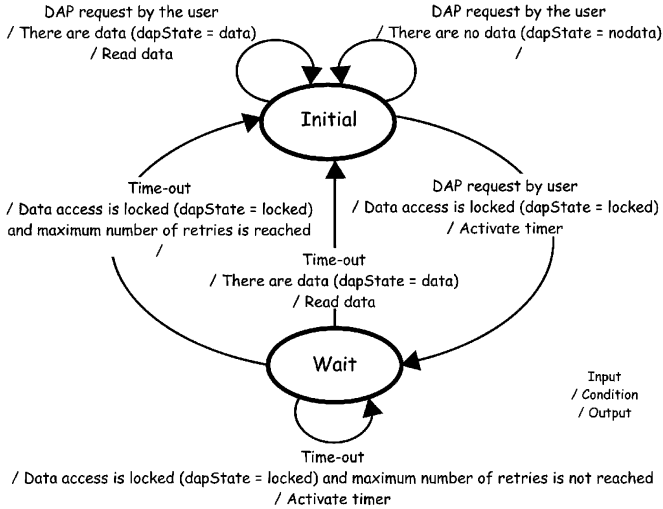 DAP request by the user
/ There are data (dapState = data)
/ Read data
DAP request by the user
/ There are no data (dapState = nodata)
/
Initial
Time-out
/ Data access is locked (dapState = locked)
and maximum number of retries is reached
/
DAP request by user
/ Data access is locked (dapState = locked)
/ Activate timer
Time-out
/ There are data (dapState = data)
/ Read data
Wait
Input
/ Condition
/ Output
Time-out
/ Data access is locked (dapState = locked) and maximum number of retries is not reached
/ Activate timer